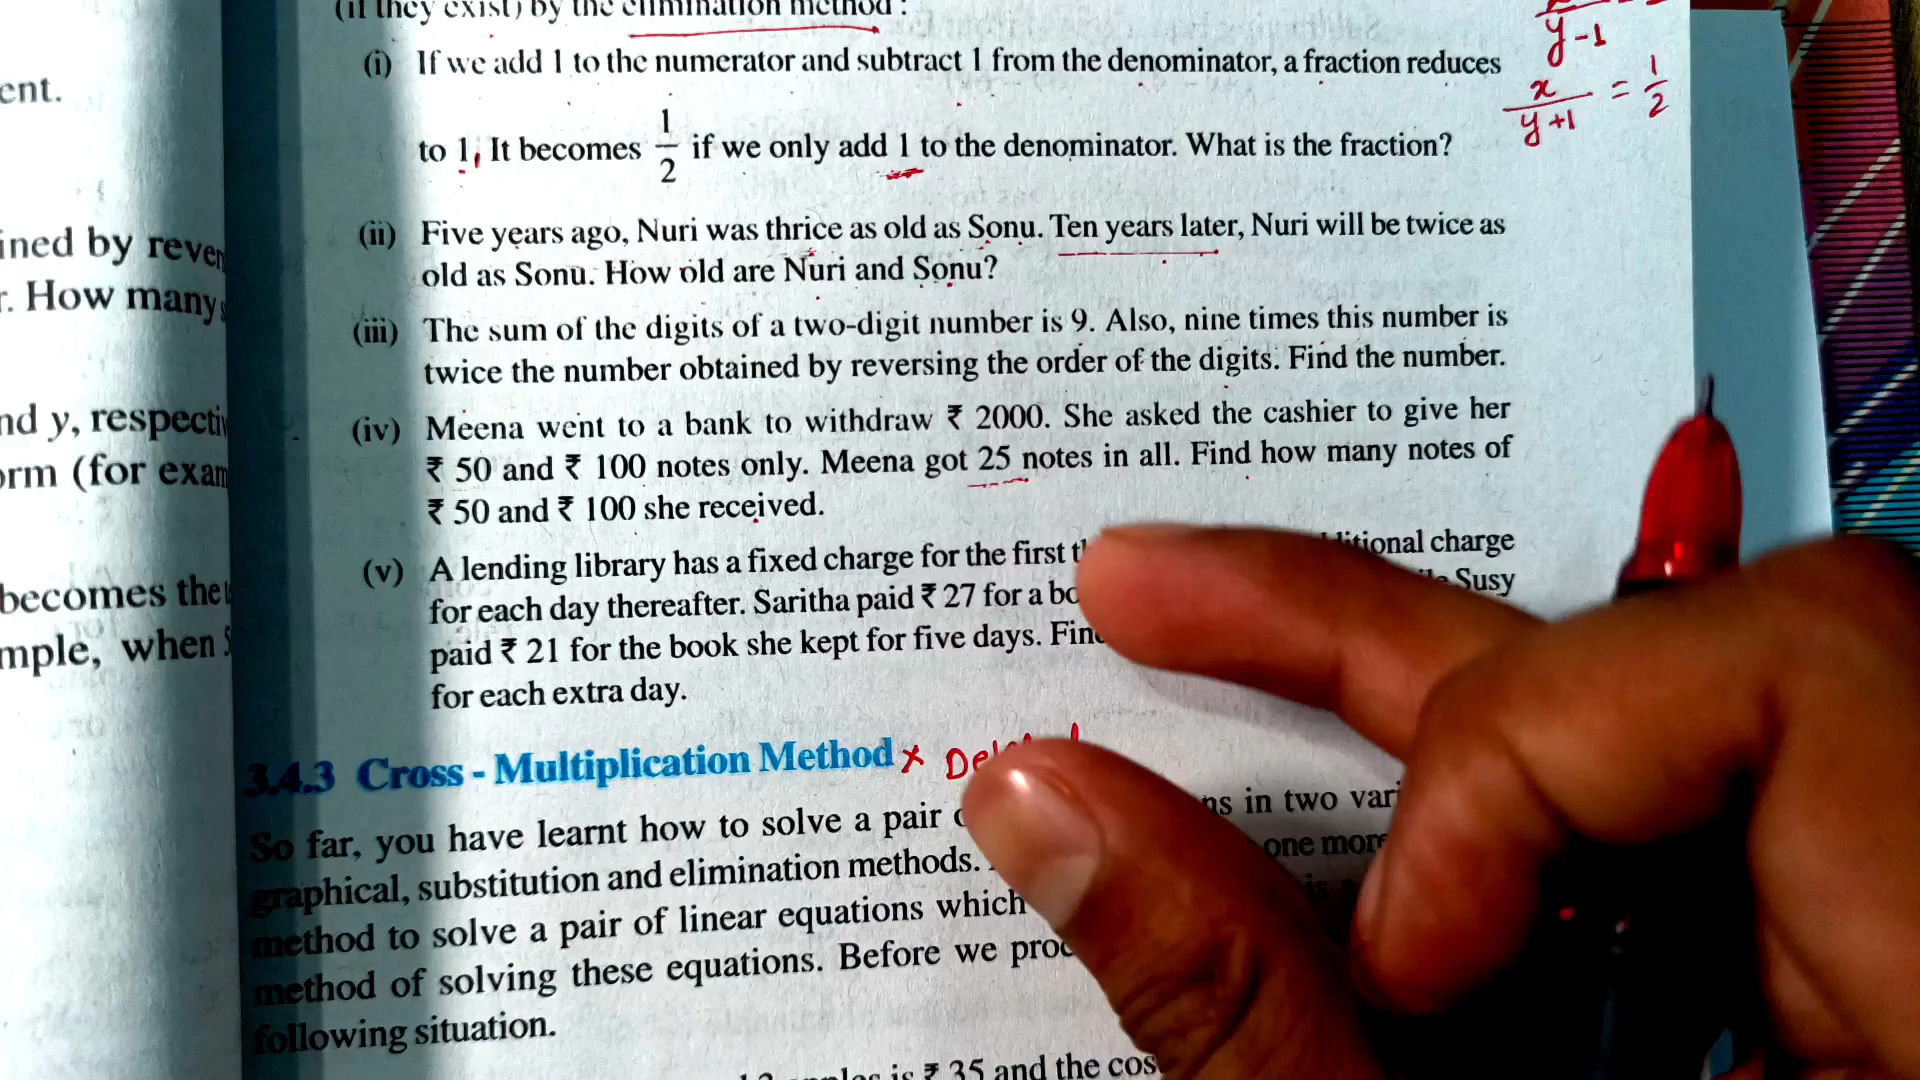 (if they exist) by the elimination method :
(i) If we add 1 to the numerator and subtract 1 from the denominator, a fraction reduces
to 1. It becomes 1/2 if we only add 1 to the denominator. What is the fraction?
y-1
x/y+1 = 1/2
(ii) Five years ago, Nuri was thrice as old as Sonu. Ten years later, Nuri will be twice as
old as Sonu. How old are Nuri and Sonu?
(iii) The sum of the digits of a two-digit number is 9. Also, nine times this number is
twice the number obtained by reversing the order of the digits. Find the number.
(iv) Meena went to a bank to withdraw ₹ 2000. She asked the cashier to give her
₹ 50 and ₹ 100 notes only. Meena got 25 notes in all. Find how many notes of
₹ 50 and ₹ 100 she received.
(v) A lending library has a fixed charge for the first charge
for each day thereafter. Saritha paid ₹ 27 for a Susy
paid ₹ 21 for the book she kept for five days.
for each extra day.
3.4.3 Cross - Multiplication Method x
So far, you have learnt how to solve a pair in two
graphical, substitution and elimination methods. one more
method to solve a pair of linear equations which
method of solving these equations. Before we
following situation.
is ₹ 35 and the
ent.
ined by
How many
nd y,
(for
becomes
when